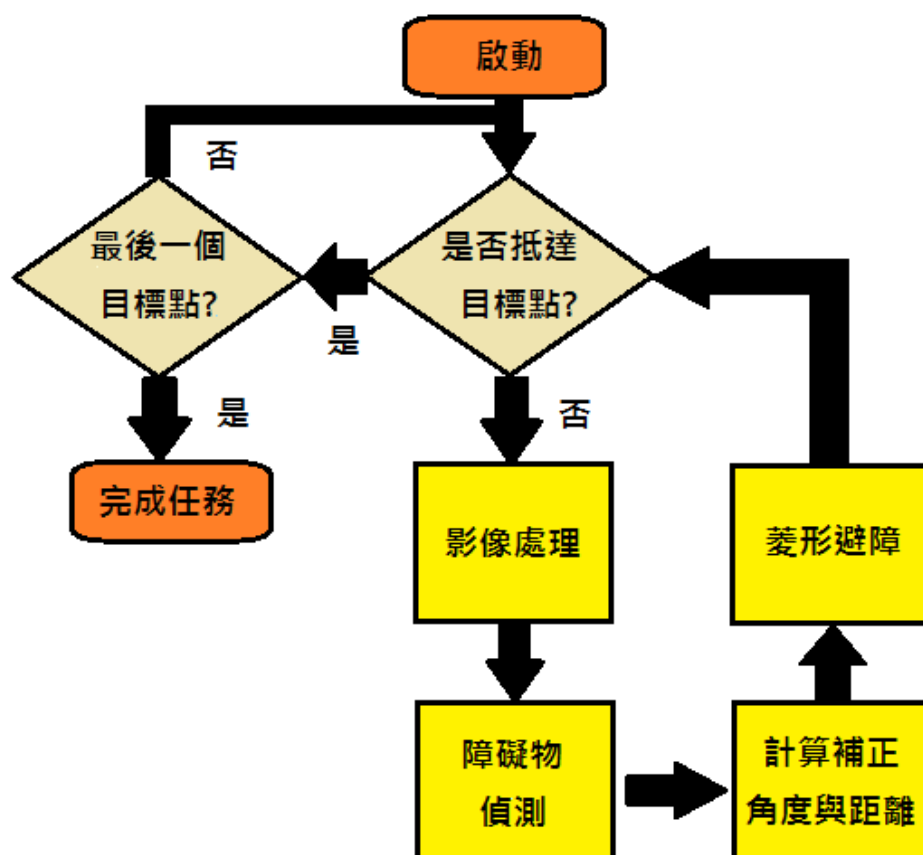 啟動
否
最後一個
目標點?
是否抵達
目標點?
是
是
否
完成任務
影像處理
菱形避障
障礙物
偵測
計算補正
角度與距離